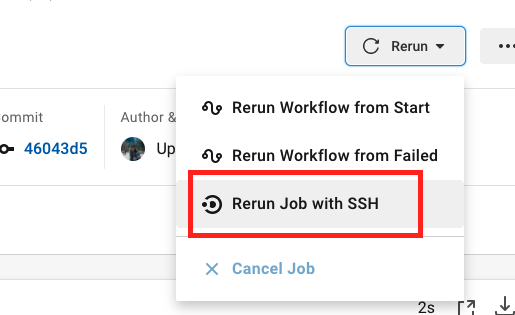 Rerun
ommit
Author &
46043d5
Up
Rerun Workflow from Start
Rerun Workflow from Failed
Rerun Job with SSH
Cancel Job
2s